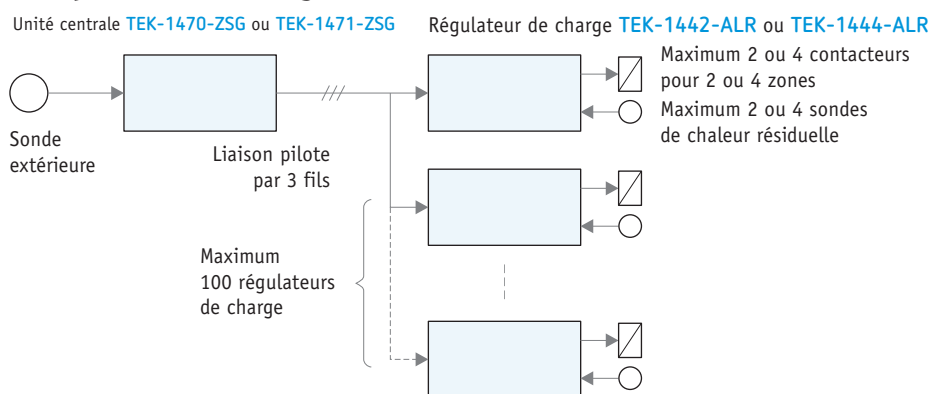 Unité centrale TEK-1470-ZSG ou TEK-1471-ZSG
Régulateur de charge TEK-1442-ALR ou TEK-1444-ALR
Maximum 2 ou 4 contacteurs
pour 2 ou 4 zones
Maximum 2 ou 4 sondes
de chaleur résiduelle
Sonde
extérieure
Liaison pilote
par 3 fils
Maximum
100 régulateurs
de charge